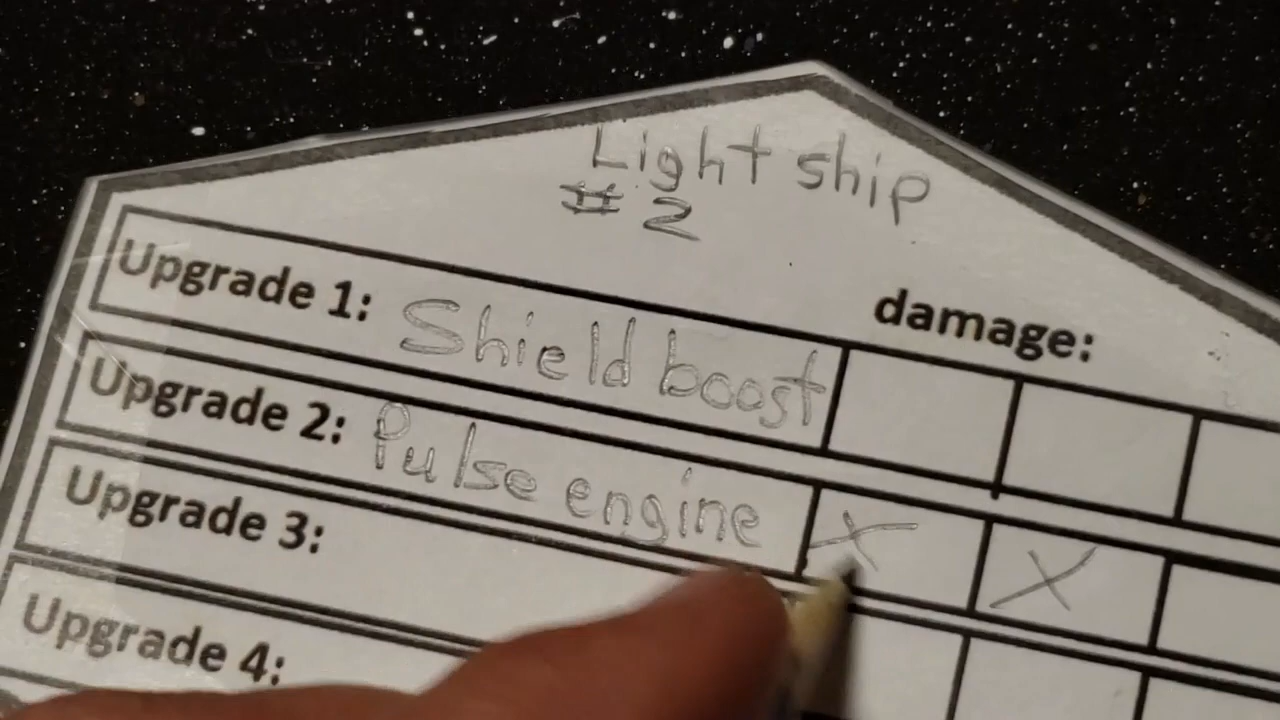 Light ship
# 2
damage:
Upgrade 1: Shield boost
Upgrade 2: Pulse engine X X
Upgrade 3:
Upgrade 4: